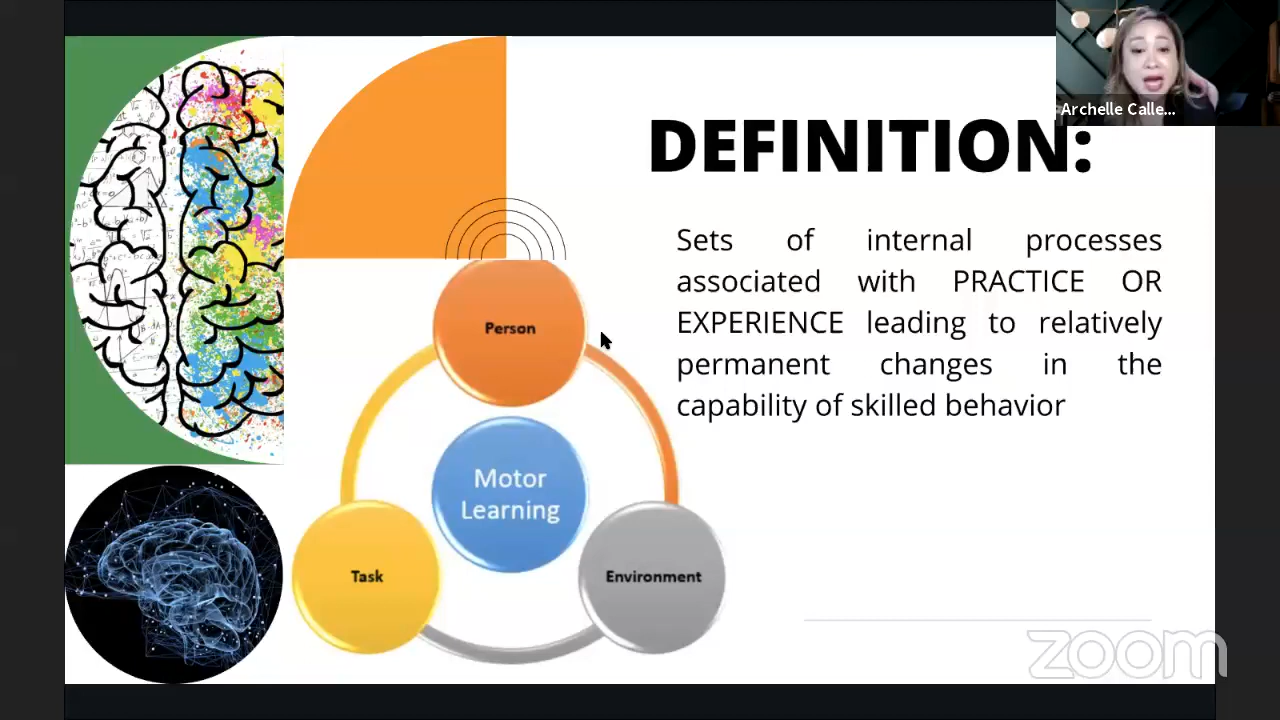 Archelle Calle...
DEFINITION:
Sets of internal processes
associated with PRACTICE OR
EXPERIENCE leading to relatively
permanent changes in the
capability of skilled behavior
Person
Motor
Learning
Task
Environment
zoom